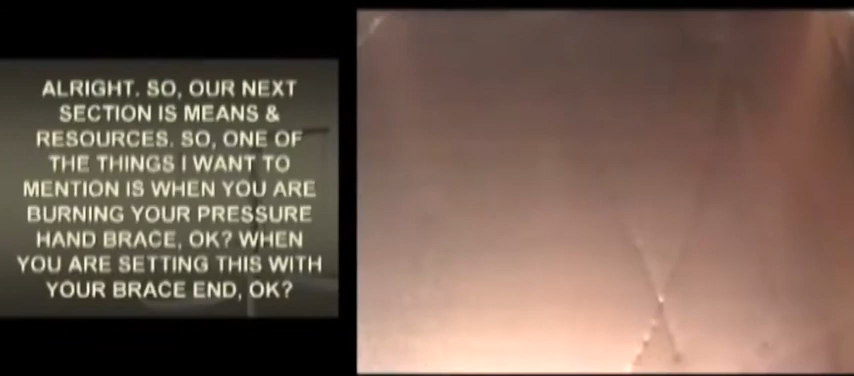 ALRIGHT. SO, OUR NEXT
SECTION IS MEANS &
RESOURCES. SO, ONE OF
THE THINGS I WANT TO
MENTION IS WHEN YOU ARE
BURNING YOUR PRESSURE
HAND BRACE, OK? WHEN
YOU ARE SETTING THIS WITH
YOUR BRACE END, OK?